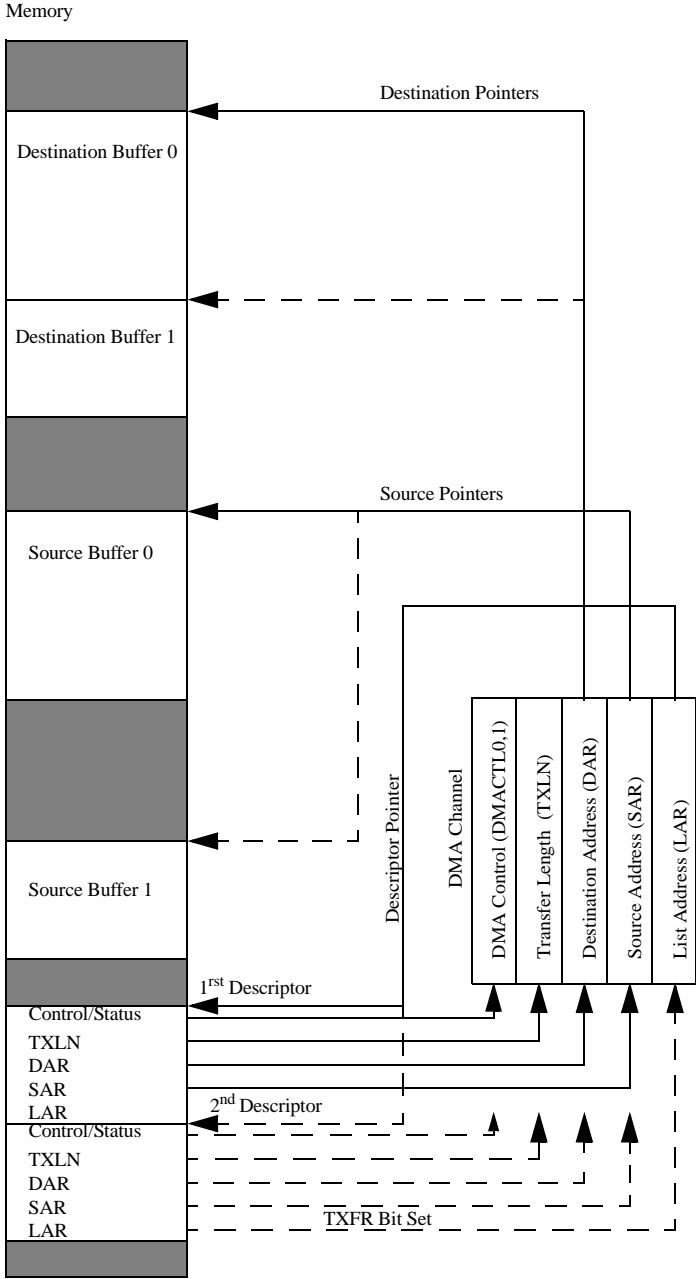 Memory
Destination Pointers
Destination Buffer 0
Destination Buffer 1
Source Pointers
Source Buffer 0
Source Buffer 1
Descriptor Pointer
DMA Channel
DMA Control (DMACTL0,1)
Transfer Length (TXLN)
Destination Address (DAR)
Source Address (SAR)
List Address (LAR)
1rst Descriptor
Control/Status
TXLN
DAR
SAR
LAR
2nd Descriptor
Control/Status
TXLN
DAR
SAR
TXFR Bit Set
LAR